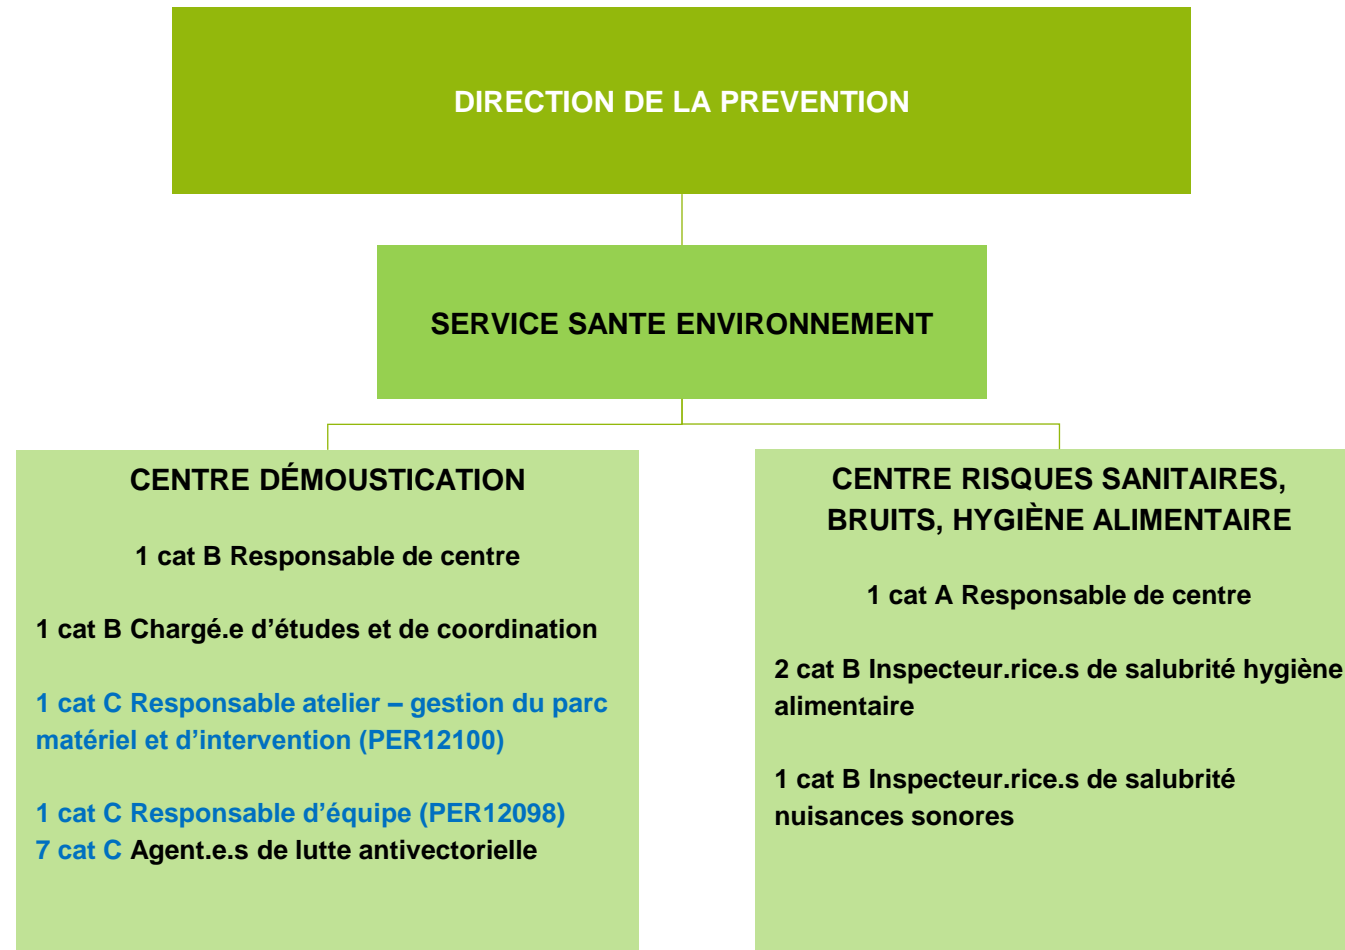 DIRECTION DE LA PREVENTION
SERVICE SANTE ENVIRONNEMENT
CENTRE DÉMOUSTICATION
1 cat B Responsable de centre
1 cat B Chargé.e d’études et de coordination
1 cat C Responsable atelier – gestion du parc
matériel et d’intervention (PER12100)
1 cat C Responsable d’équipe (PER12098)
7 cat C Agent.e.s de lutte antivectorielle
CENTRE RISQUES SANITAIRES,
BRUITS, HYGIÈNE ALIMENTAIRE
1 cat A Responsable de centre
2 cat B Inspecteur.rice.s de salubrité hygiène
alimentaire
1 cat B Inspecteur.rice.s de salubrité
nuisances sonores